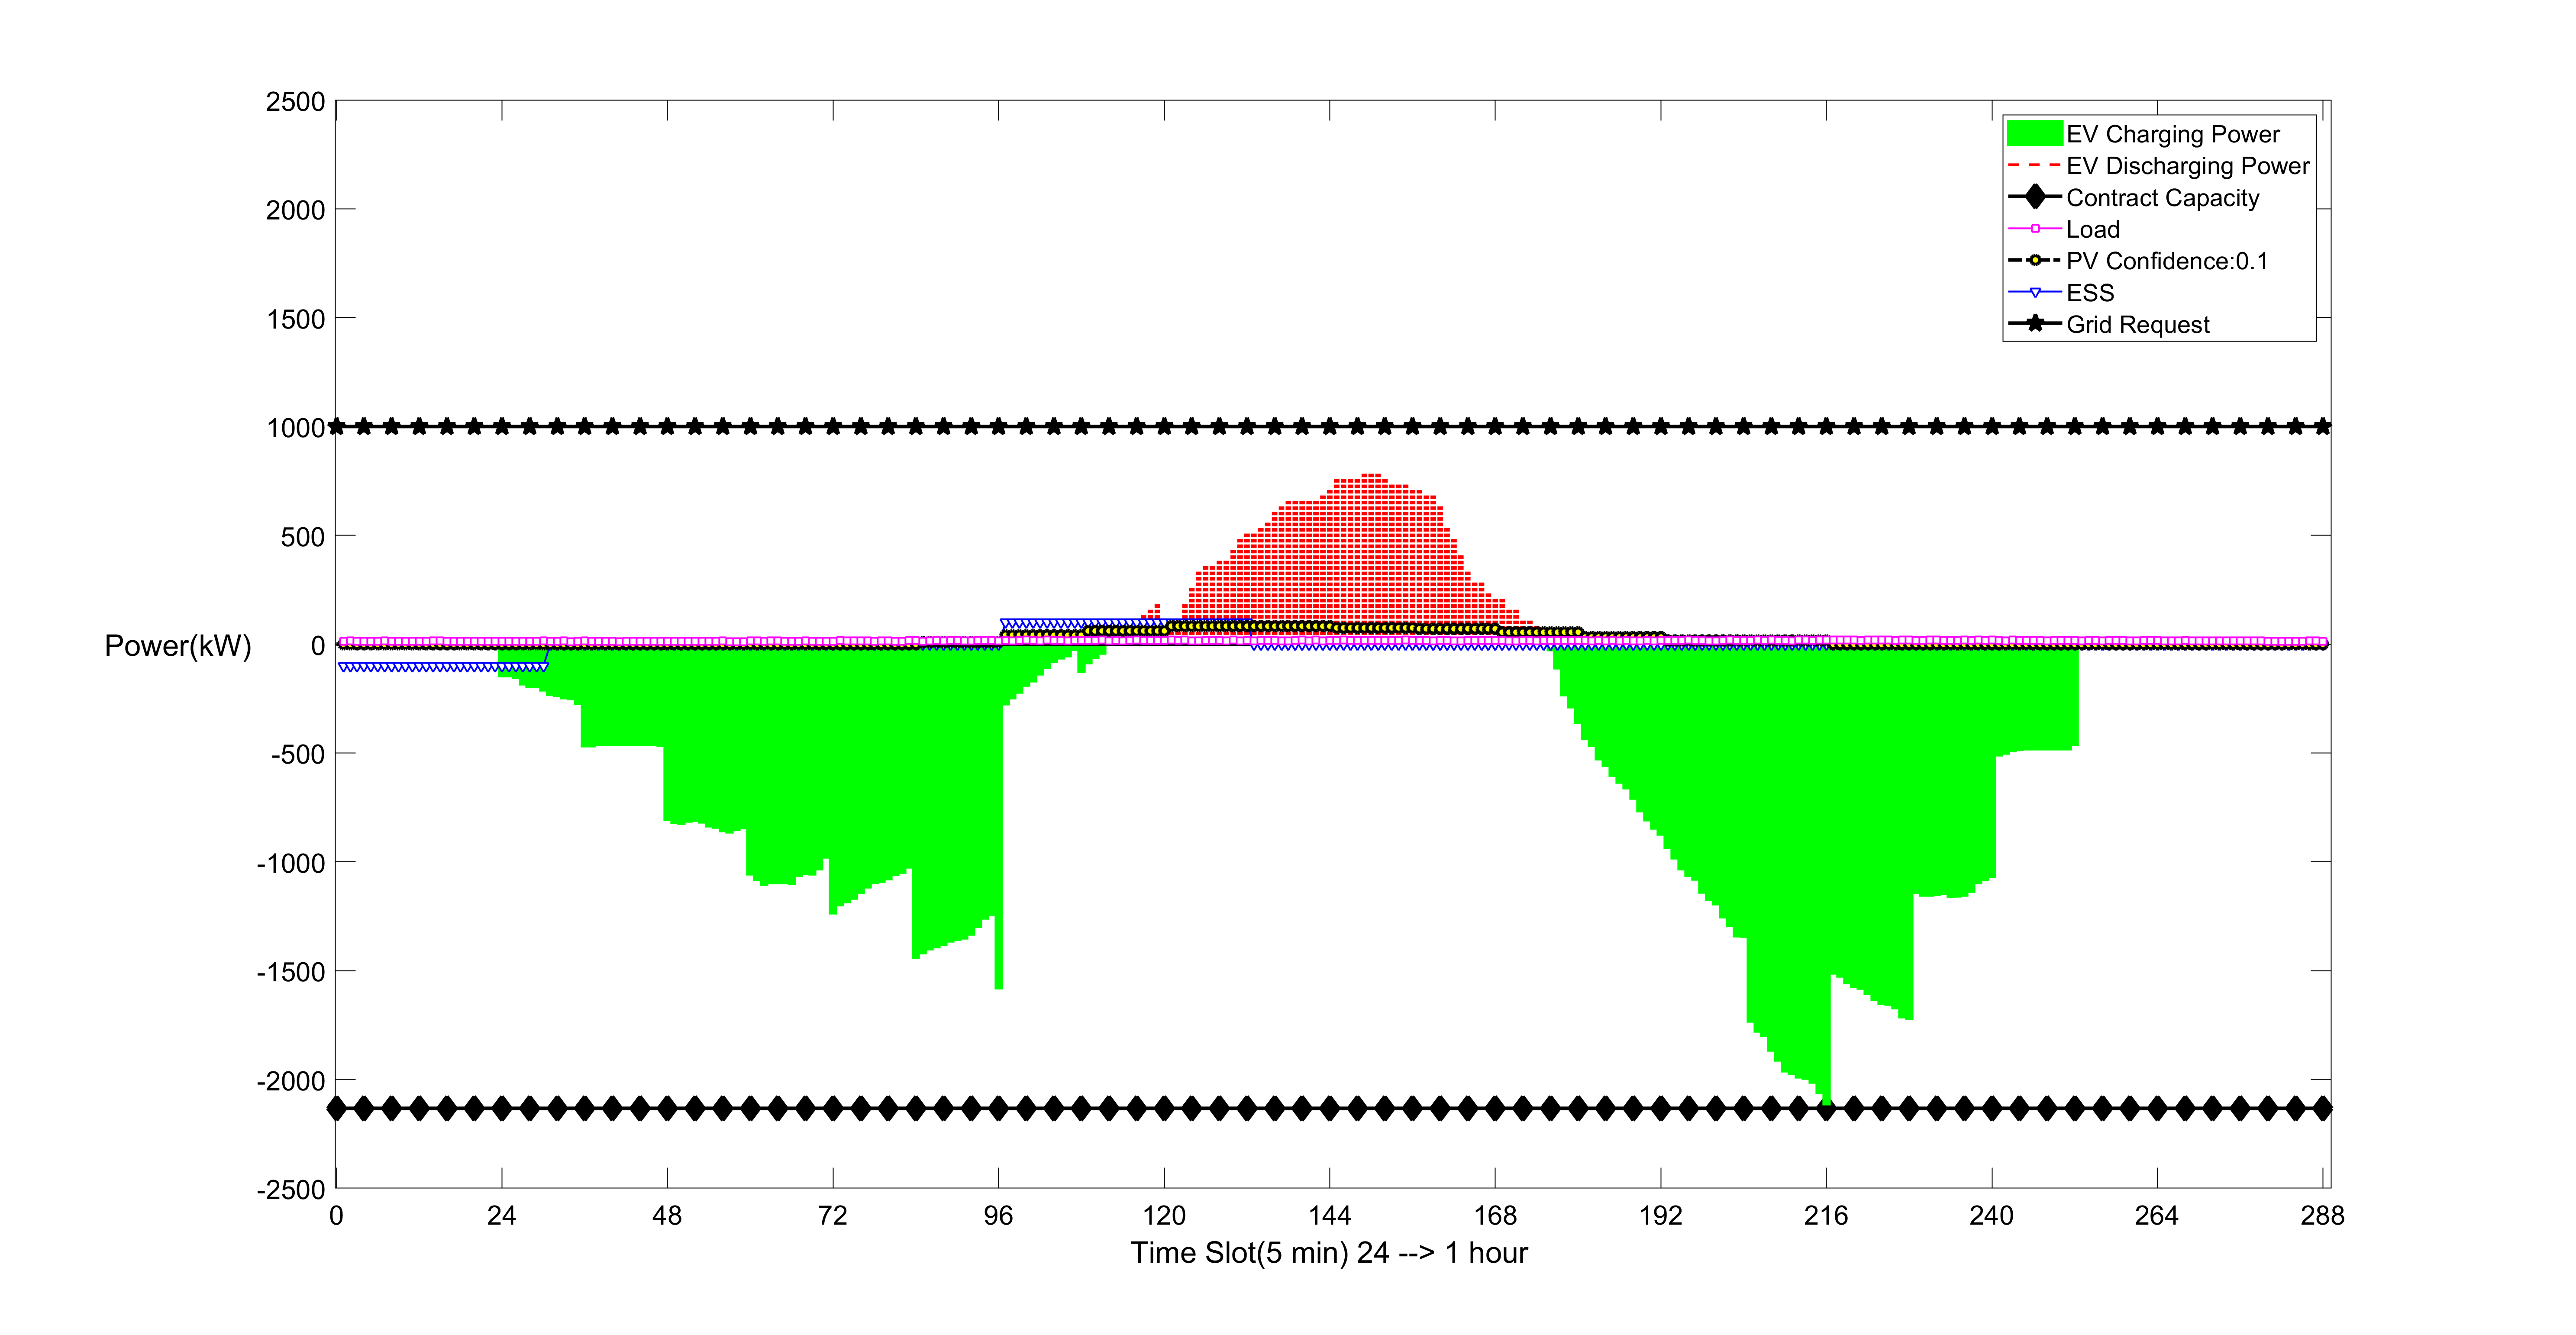 2500
2000
1500
1000
500
0
-500
-1000
-1500
-2000
-2500
Power(kW)
EV Charging Power
EV Discharging Power
Contract Capacity
Load
PV Confidence:0.1
ESS
Grid Request
0 24 48 72 96 120 144 168 192 216 240 264 288
Time Slot(5 min) 24 --> 1 hour